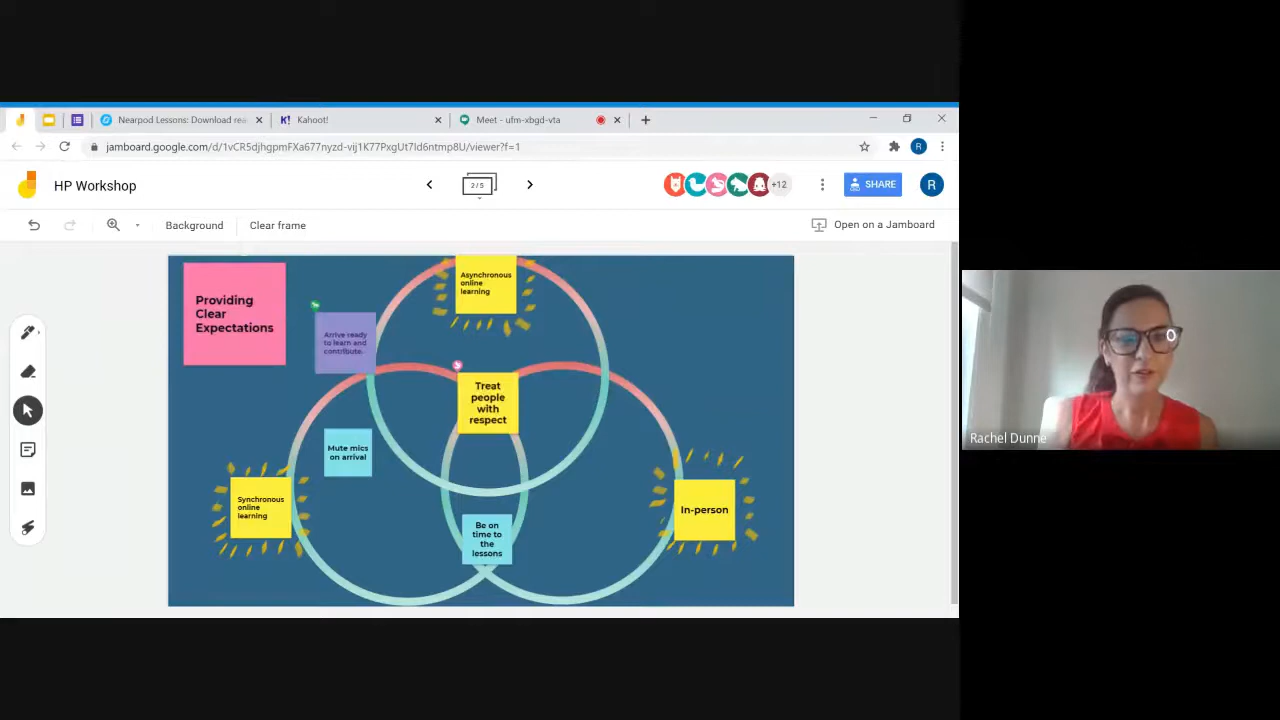 Nearpod Lessons: Download rea
K!
Kahoot!
Meet - ufm-xbgd-vta
HP Workshop
2 / 5
+12
SHARE
R
Background
Clear frame
Open on a Jamboard
Providing
Clear
Expectations
Asynchronous
online
learning
Arrive ready
to learn and
contribute.
Treat
people
with
respect
Mute mics
on arrival
Synchronous
online
learning
In-person
Be on
time to
the
lessons
Rachel Dunne